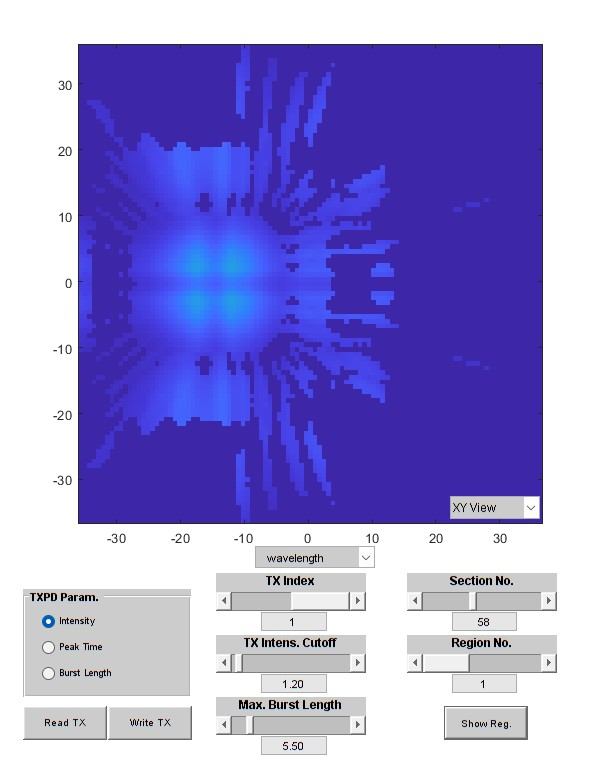 30
20
10
0
-10
-20
-30
-30 -20 -10 0 10 20 30
XY View
wavelength
TXPD Param.
Intensity
Peak Time
Burst Length
Read TX
Write TX
TX Index
1
TX Intens. Cutoff
1.20
Max. Burst Length
5.50
Section No.
58
Region No.
1
Show Reg.